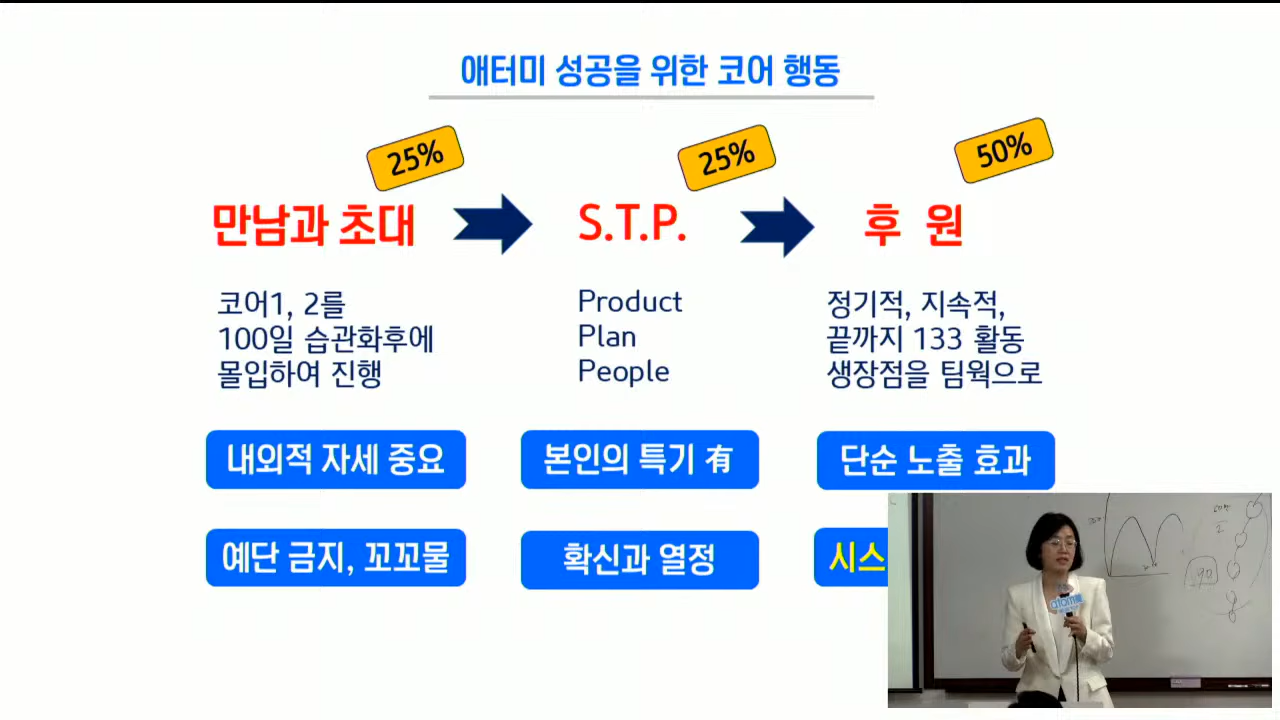 애터미 성공을 위한 코어 행동
25%
25%
50%
만남과 초대
S.T.P.
후 원
코어1, 2를
100일 습관화후에
몰입하여 진행
Product
Plan
People
정기적, 지속적,
끝까지 133 활동
생장점을 팀웍으로
내외적 자세 중요
본인의 특기 有
단순 노출 효과
예단 금지, 꼬꼬물
확신과 열정
시스
atomi
90